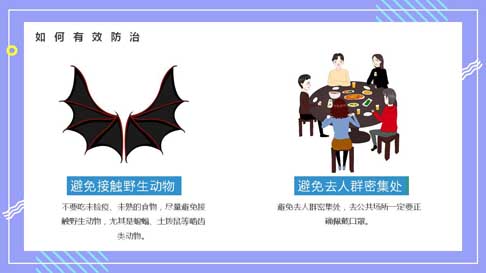 如何有效防治
避免接触野生动物
不要吃未检疫、未熟的食物，尽量避免接
触野生动物，尤其是蝙蝠、土拨鼠等啮齿
类动物。
避免去人群密集处
避免去人群密集处，去公共场所一定要正
确佩戴口罩。